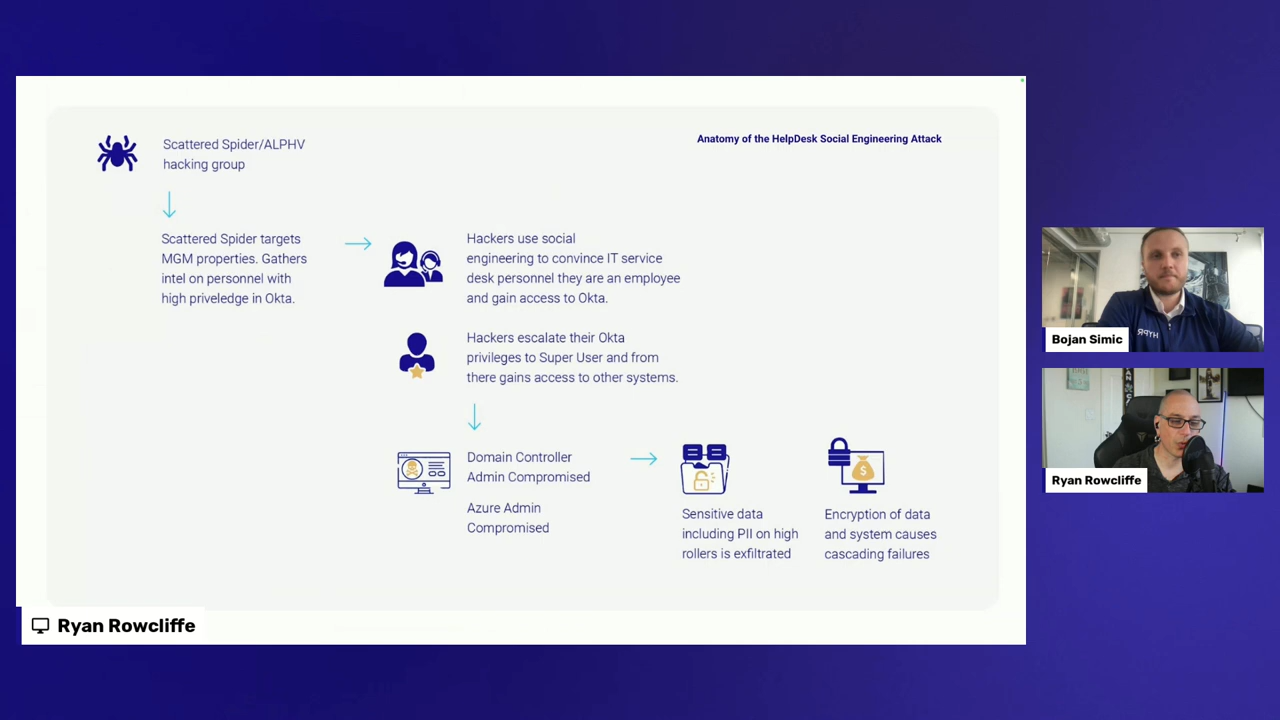 Anatomy of the HelpDesk Social Engineering Attack
Scattered Spider/ALPHV
hacking group
Scattered Spider targets
MGM properties. Gathers
intel on personnel with
high priveledge in Okta.
Hackers use social
engineering to convince IT service
desk personnel they are an employee
and gain access to Okta.
Hackers escalate their Okta
privileges to Super User and from
there gains access to other systems.
Domain Controller
Admin Compromised
Azure Admin
Compromised
Sensitive data
including PII on high
rollers is exfiltrated
$
Encryption of data
and system causes
cascading failures
Ryan Rowcliffe
HYPR
Bojan Simic
Ryan Rowcliffe